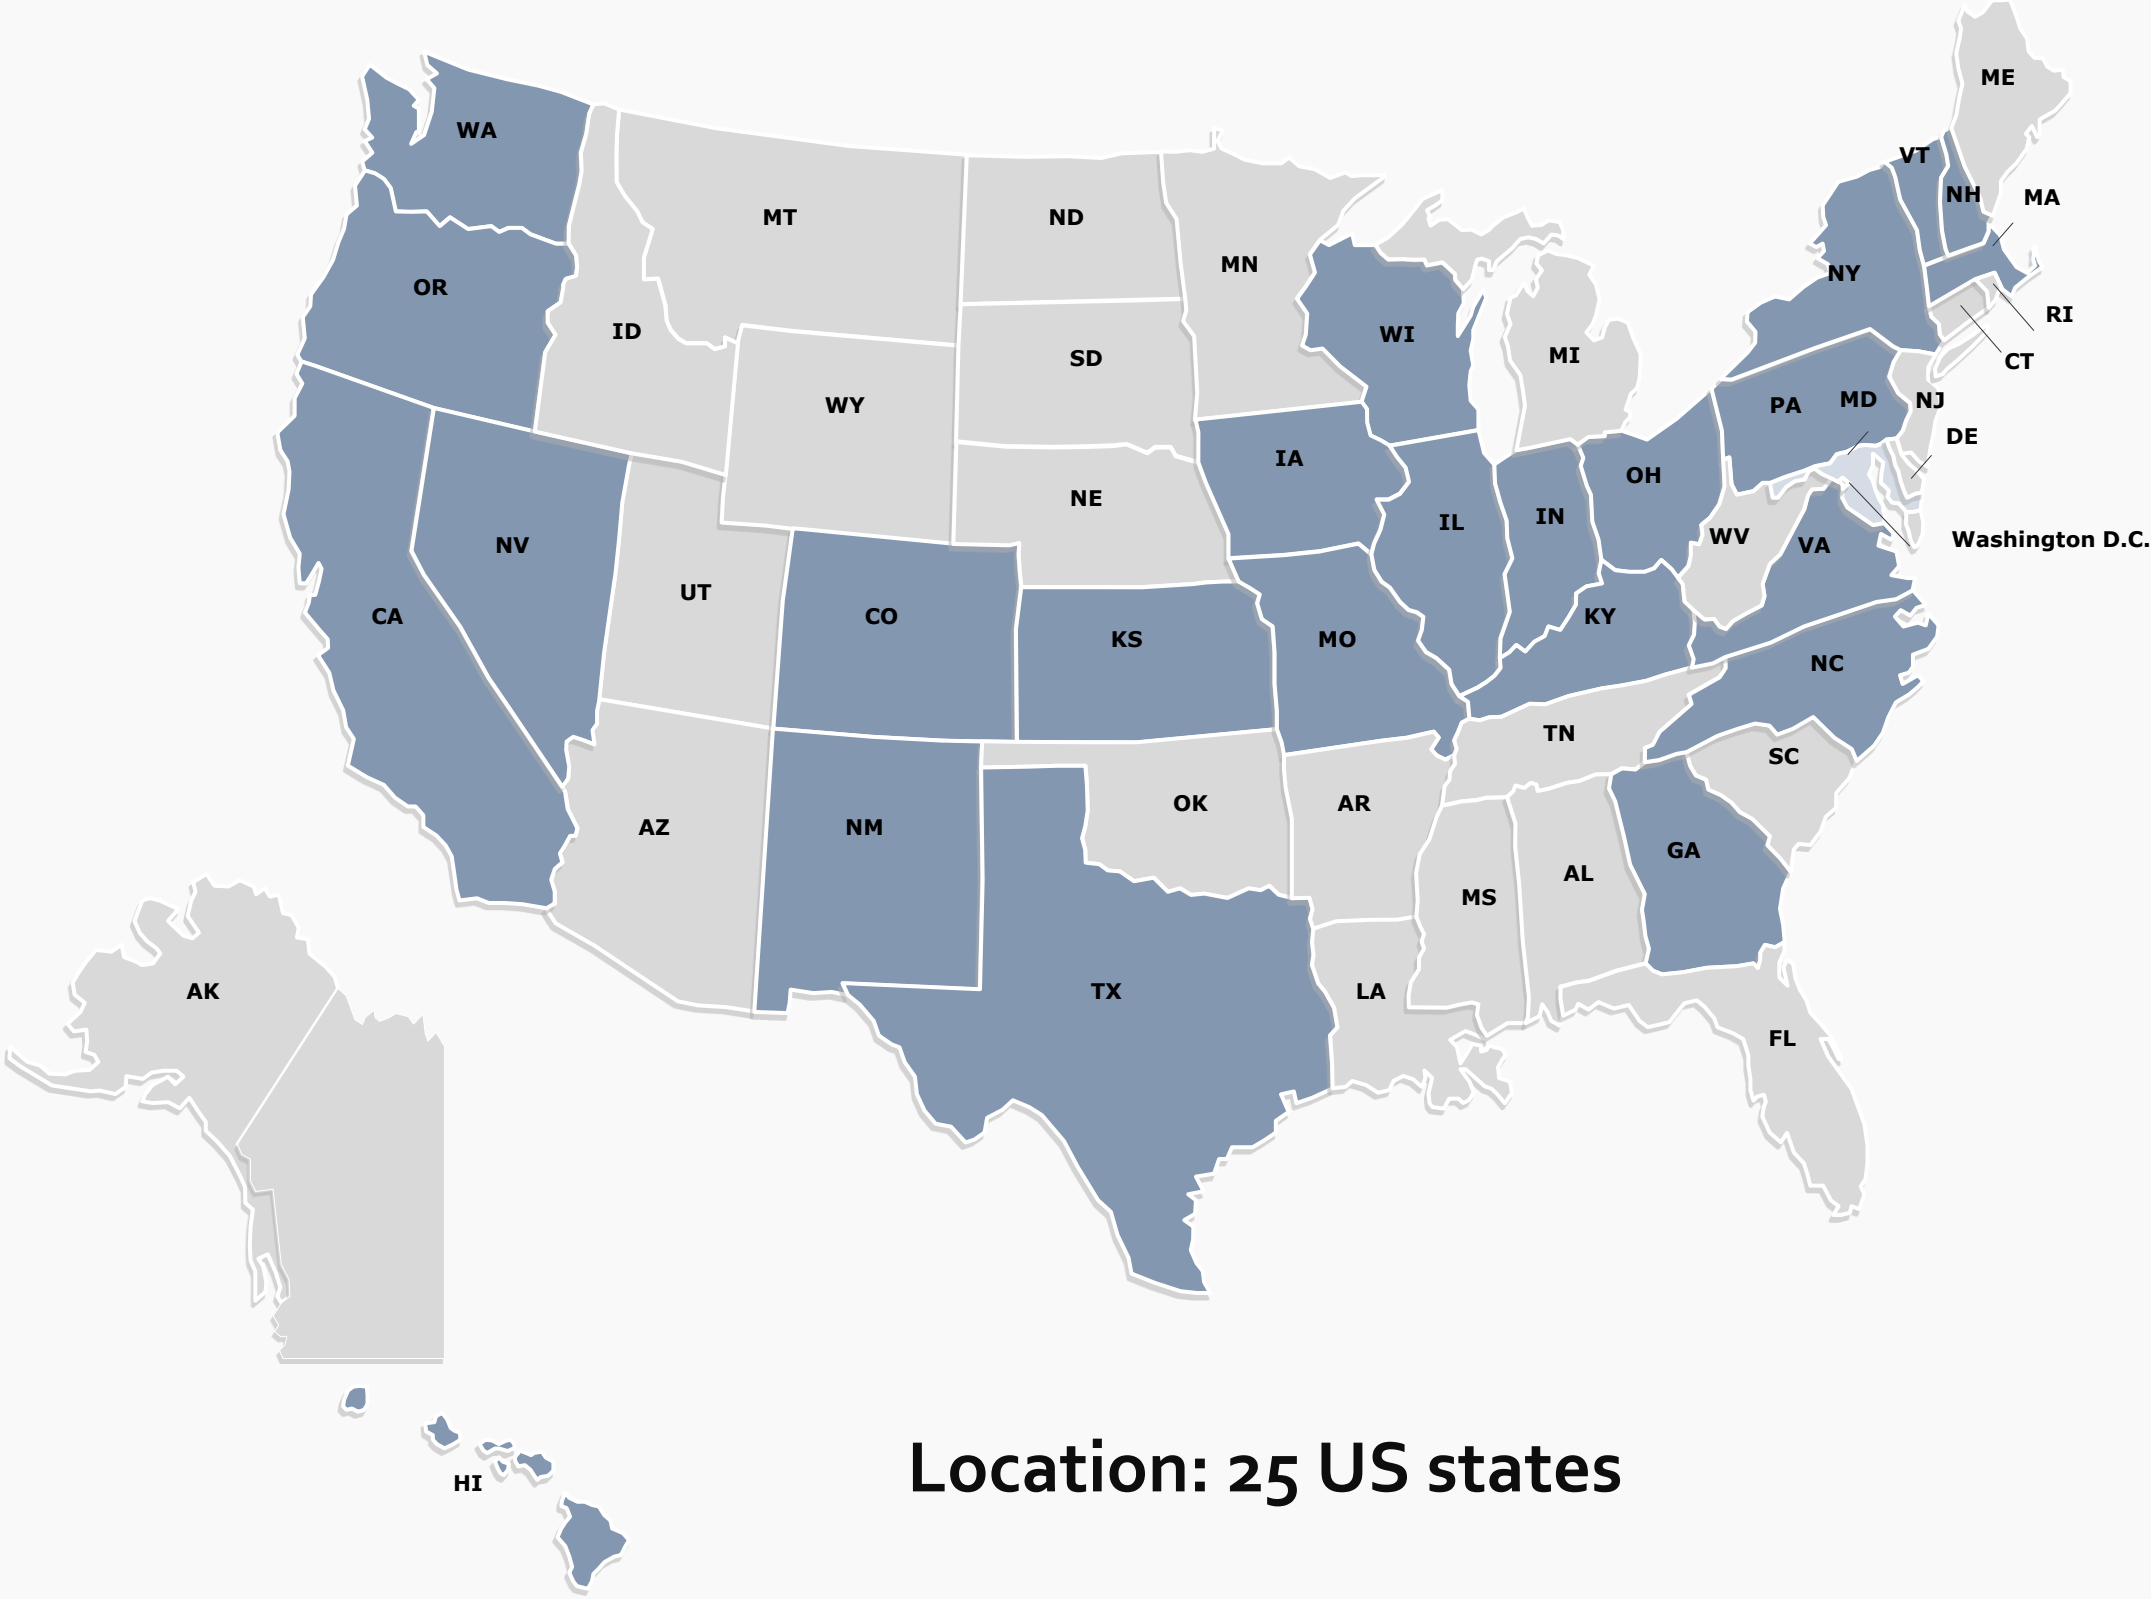 ME
WA
VT
NH
MA
MT
ND
MN
NY
OR
RI
ID
WI
SD
MI
CT
WY
PA
MD
NJ
DE
IA
OH
NE
IL
IN
WV
VA
Washington D.C.
NV
UT
CA
CO
KS
MO
KY
NC
TN
SC
OK
AR
AZ
NM
GA
AL
MS
AK
TX
LA
FL
HI
Location: 25 US states